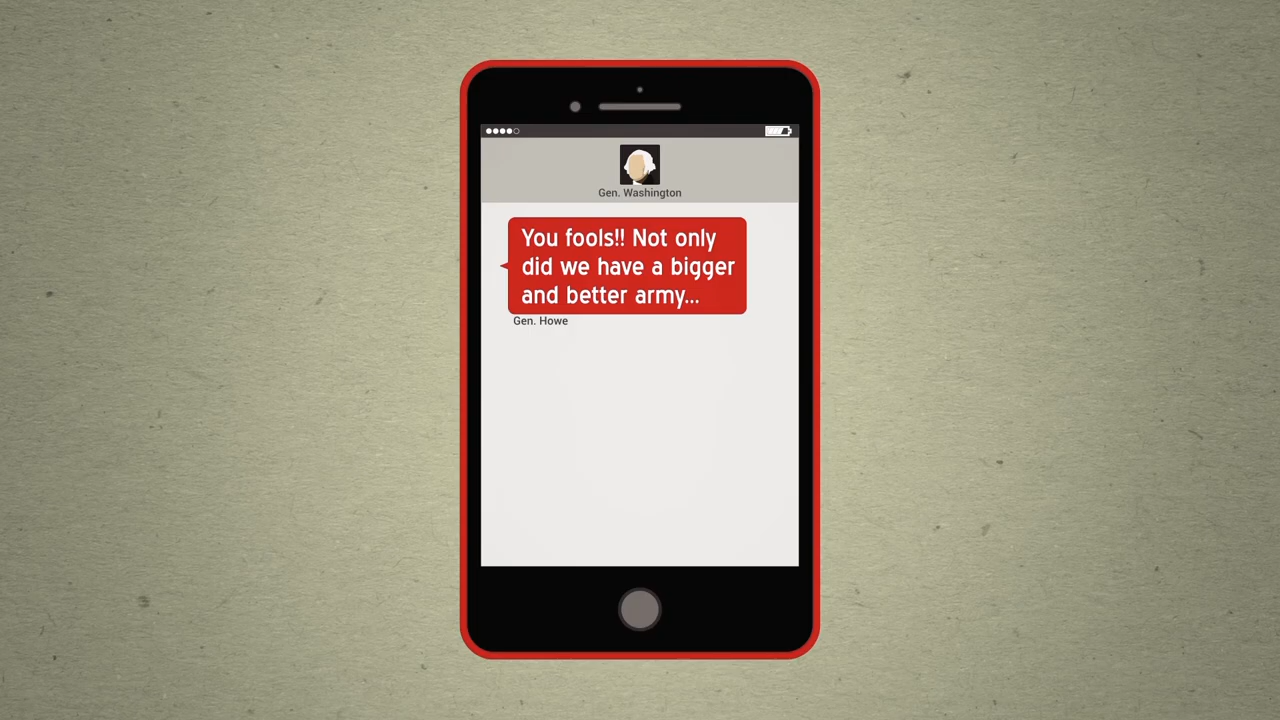 Gen. Washington
You fools!! Not only
did we have a bigger
and better army...
Gen. Howe